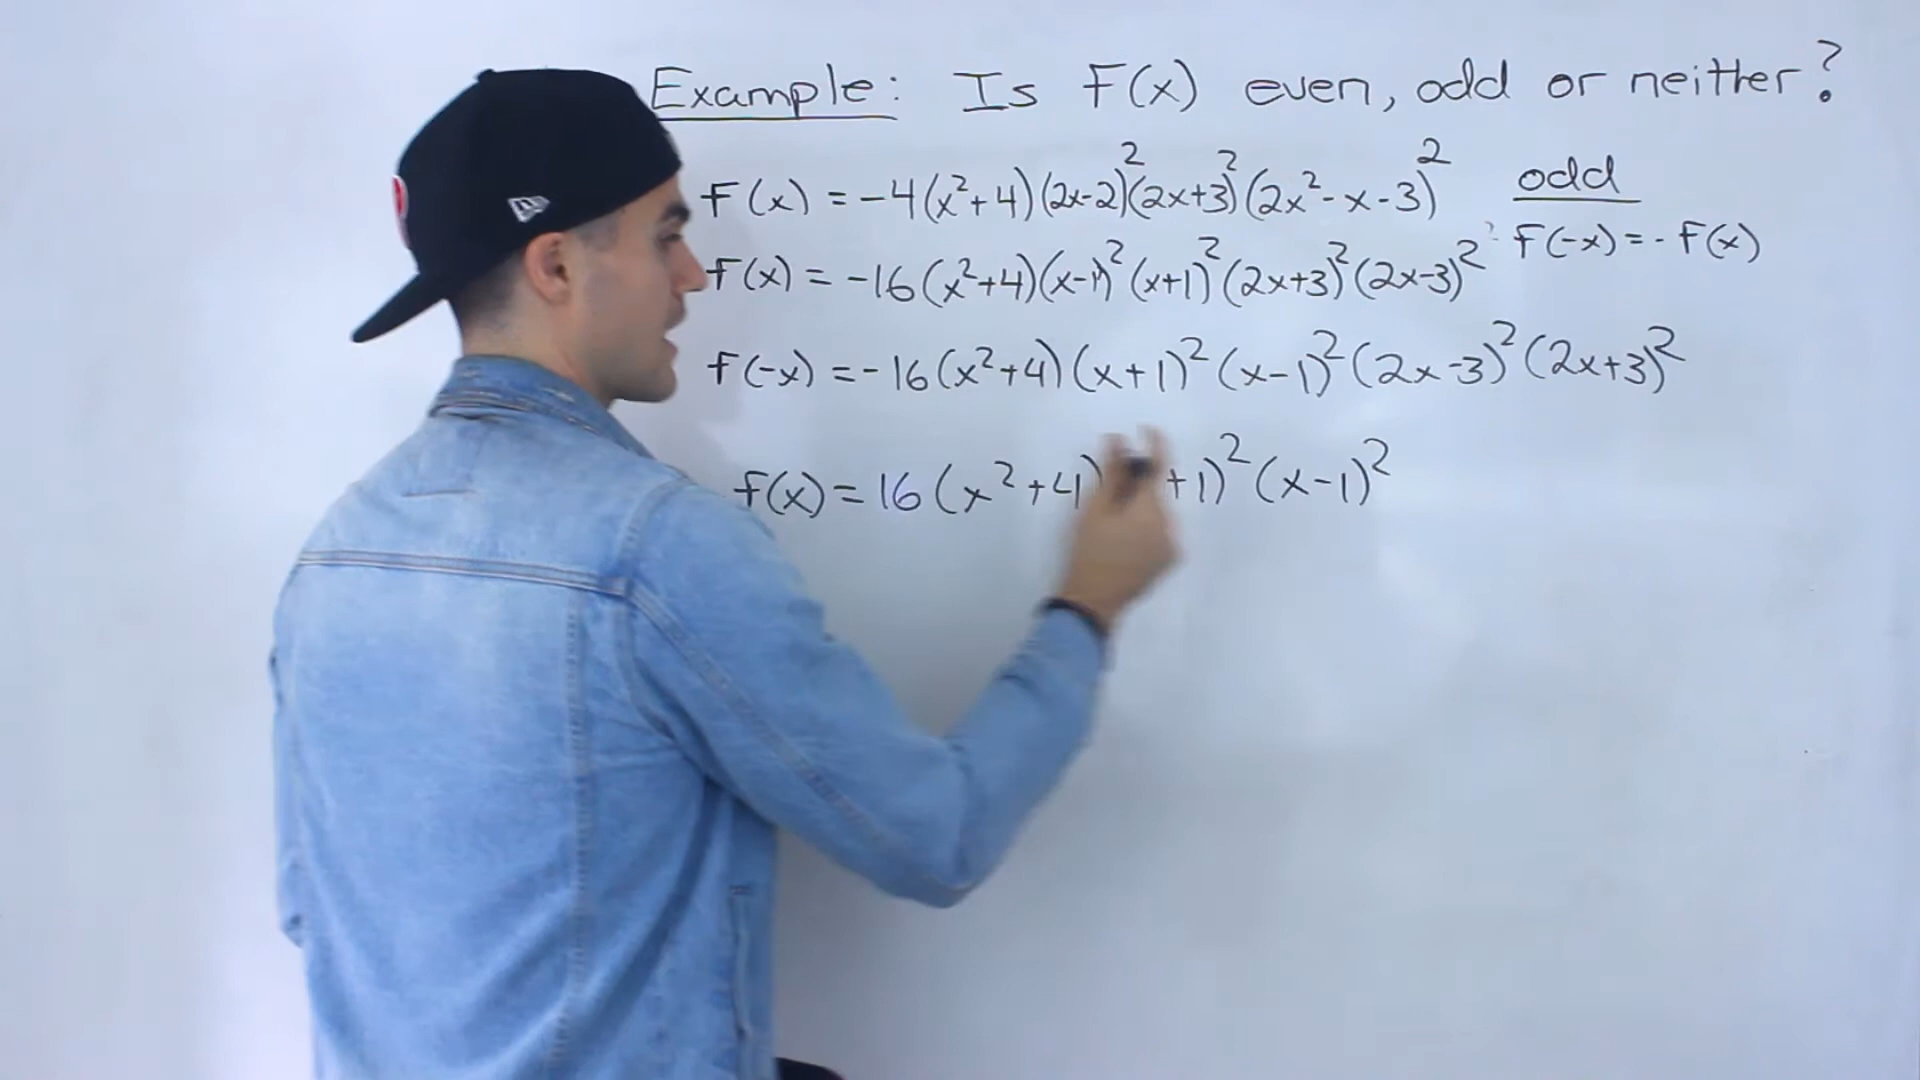 Example: Is F(x) even, odd or neither?
F(x) = -4(x²+4)(2x-2)²(2x+3)²(2x²-x-3)²
odd
F(-x) = -F(x)
F(x) = -16(x²+4)(x-1)²(x+1)²(2x+3)²(2x-3)²
F(-x) = -16(x²+4)(x+1)²(x-1)²(2x-3)²(2x+3)²
f(x) = 16(x²+4) +1)²(x-1)²